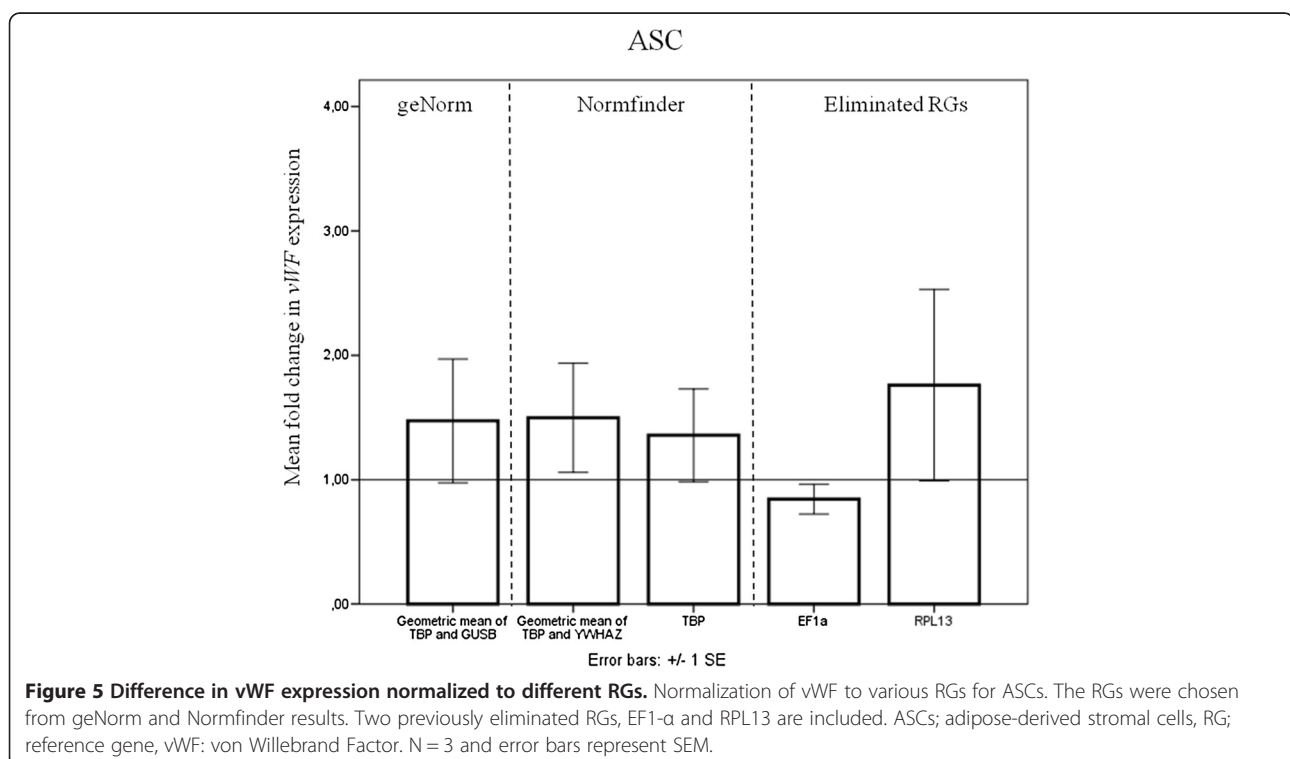 ASC
geNorm
Normfinder
Eliminated RGs
Mean fold change in vWF expression
4,00
3,00
2,00
1,00
,00
Geometric mean of TBP and GUSB
Geometric mean of TBP and YWHAZ
TBP
EF1a
RPL13
Error bars: +/- 1 SE
Figure 5 Difference in vWF expression normalized to different RGs. Normalization of vWF to various RGs for ASCs. The RGs were chosen
from geNorm and Normfinder results. Two previously eliminated RGs, EF1-α and RPL13 are included. ASCs; adipose-derived stromal cells, RG;
reference gene, vWF: von Willebrand Factor. N = 3 and error bars represent SEM.